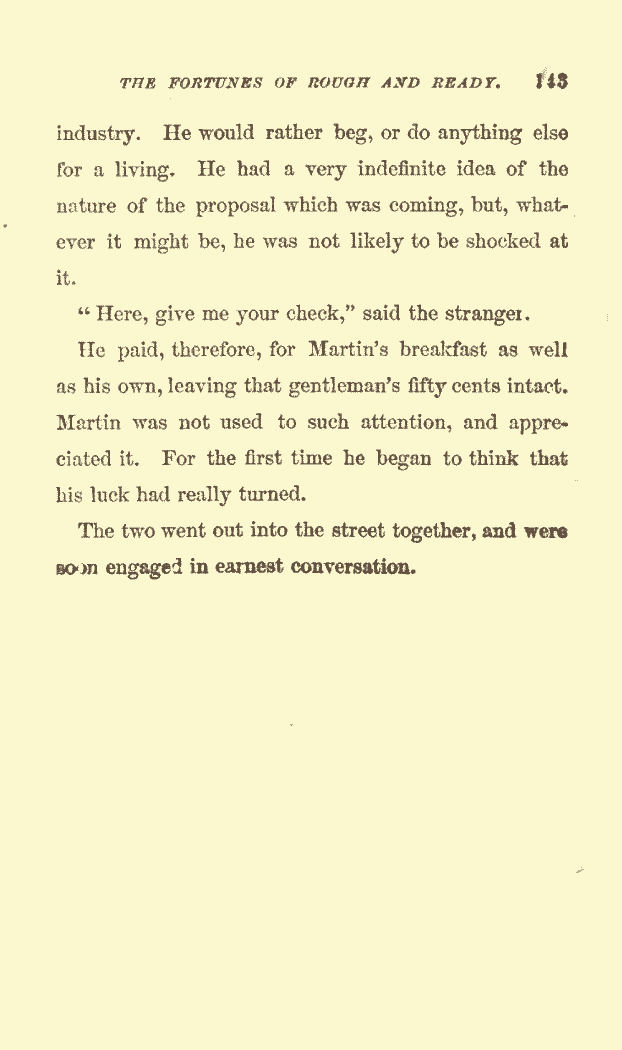 THE FORTUNES OF ROUGH AND READY. 143
industry. He would rather beg, or do anything else
for a living. He had a very indefinite idea of the
nature of the proposal which was coming, but, what-
ever it might be, he was not likely to be shocked at
it.
“ Here, give me your check,” said the stranger.
He paid, therefore, for Martin’s breakfast as well
as his own, leaving that gentleman’s fifty cents intact.
Martin was not used to such attention, and appre-
ciated it. For the first time he began to think that
his luck had really turned.
The two went out into the street together, and were
soon engaged in earnest conversation.